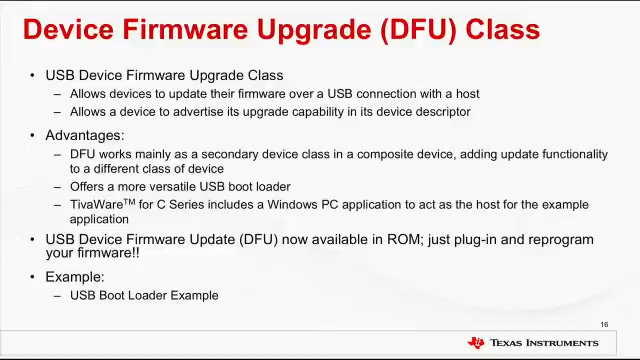 Device Firmware Upgrade (DFU) Class
• USB Device Firmware Upgrade Class
– Allows devices to update their firmware over a USB connection with a host
– Allows a device to advertise its upgrade capability in its device descriptor
• Advantages:
– DFU works mainly as a secondary device class in a composite device, adding update functionality
to a different class of device
– Offers a more versatile USB boot loader
– TivaWare™ for C Series includes a Windows PC application to act as the host for the example
application
• USB Device Firmware Update (DFU) now available in ROM; just plug-in and reprogram
your firmware!!
• Example:
– USB Boot Loader Example
16
TEXAS INSTRUMENTS